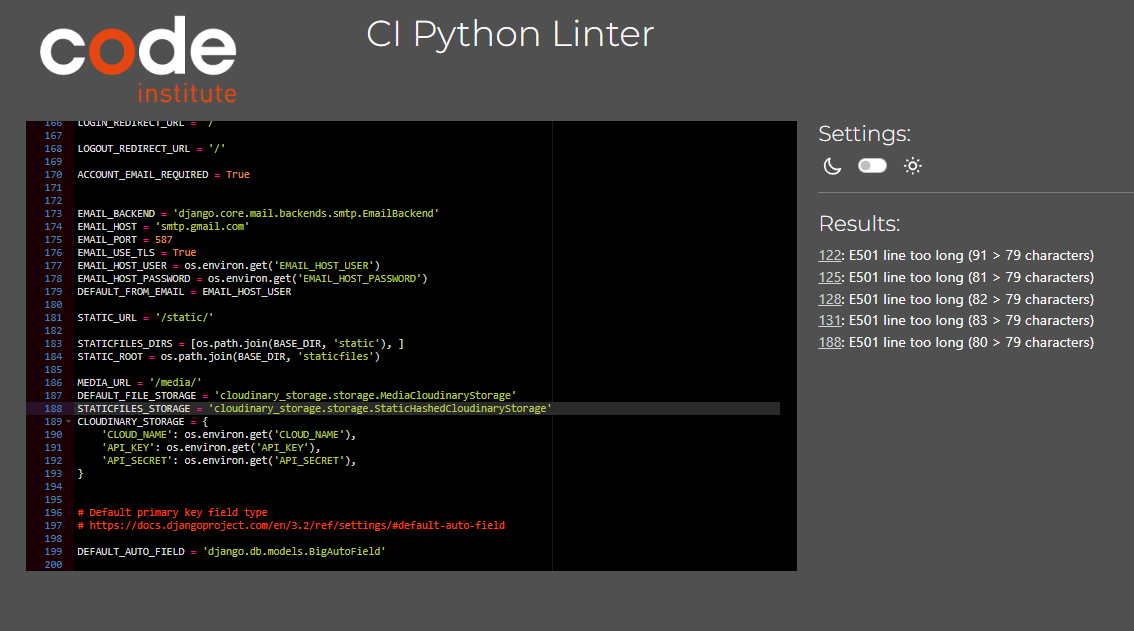 code
institute
CI Python Linter
166 LOGIN_REDIRECT_URL = '/'
167
168 LOGOUT_REDIRECT_URL = '/'
169
170 ACCOUNT_EMAIL_REQUIRED = True
171
172
173 EMAIL_BACKEND = 'django.core.mail.backends.smtp.EmailBackend'
174 EMAIL_HOST = 'smtp.gmail.com'
175 EMAIL_PORT = 587
176 EMAIL_USE_TLS = True
177 EMAIL_HOST_USER = os.environ.get('EMAIL_HOST_USER')
178 EMAIL_HOST_PASSWORD = os.environ.get('EMAIL_HOST_PASSWORD')
179 DEFAULT_FROM_EMAIL = EMAIL_HOST_USER
180
181 STATIC_URL = '/static/'
182
183 STATICFILES_DIRS = [os.path.join(BASE_DIR, 'static'), ]
184 STATIC_ROOT = os.path.join(BASE_DIR, 'staticfiles')
185
186 MEDIA_URL = '/media/'
187 DEFAULT_FILE_STORAGE = 'cloudinary_storage.storage.MediaCloudinaryStorage'
188 STATICFILES_STORAGE = 'cloudinary_storage.storage.StaticHashedCloudinaryStorage'
189 CLOUDINARY_STORAGE = {
190     'CLOUD_NAME': os.environ.get('CLOUD_NAME'),
191     'API_KEY': os.environ.get('API_KEY'),
192     'API_SECRET': os.environ.get('API_SECRET'),
193 }
194
195
196 # Default primary key field type
197 # https://docs.djangoproject.com/en/3.2/ref/settings/#default-auto-field
198
199 DEFAULT_AUTO_FIELD = 'django.db.models.BigAutoField'
200
Settings:
Results:
122: E501 line too long (91 > 79 characters)
125: E501 line too long (81 > 79 characters)
128: E501 line too long (82 > 79 characters)
131: E501 line too long (83 > 79 characters)
188: E501 line too long (80 > 79 characters)